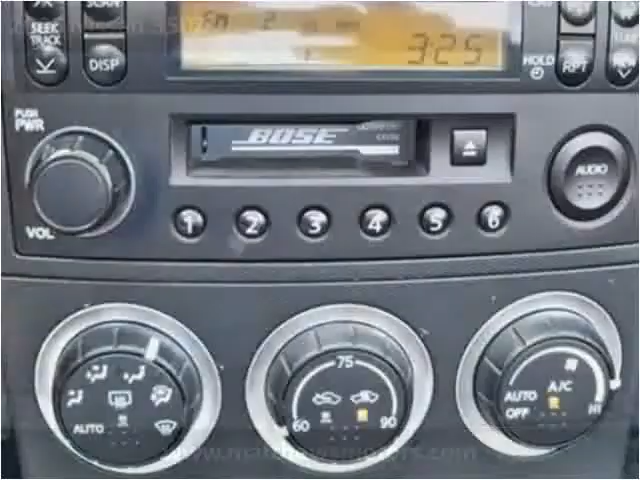 SEEK
TRACK
DISP
SCAN
FM 2
3:25
HOLD
RPT
PUSH
PWR
BOSE
AUDIO
VOL
1 2 3 4 5 6
75
60 90
AUTO
AUTO
A/C
OFF
HI